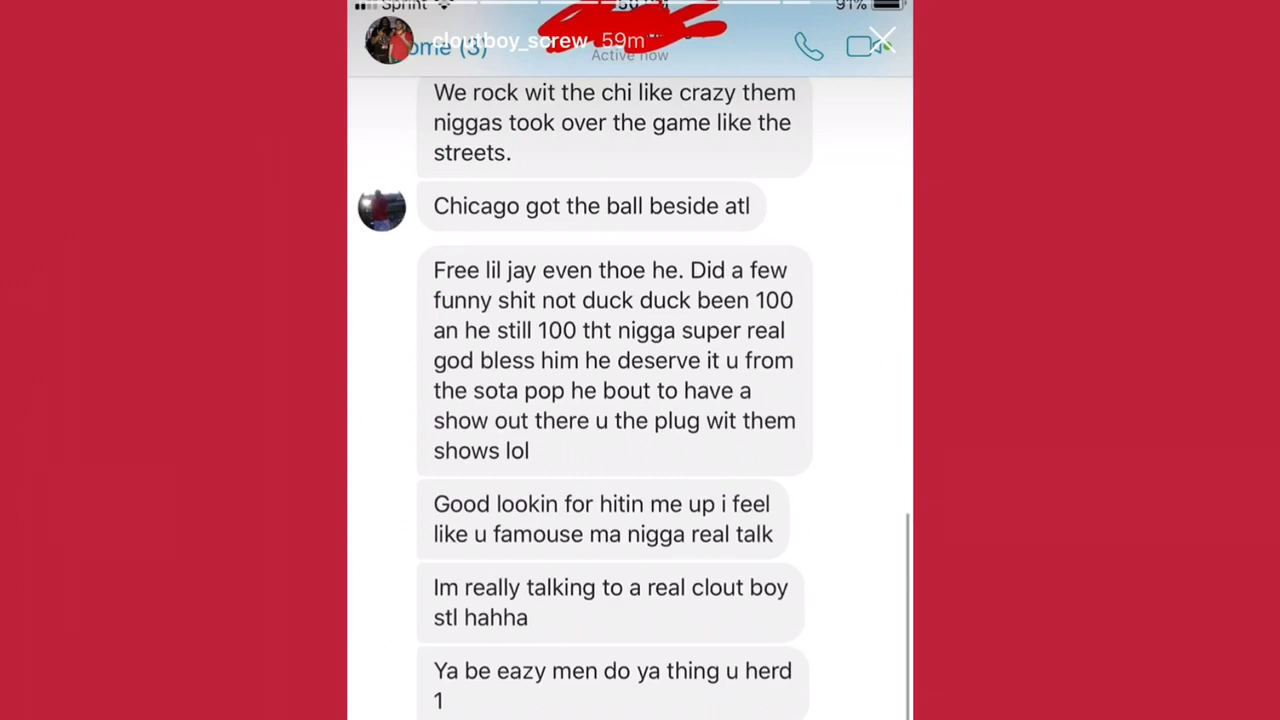 Sprint
91%
cloutboy_screw 59m
ome (3)
Active now
We rock wit the chi like crazy them
niggas took over the game like the
streets.
Chicago got the ball beside atl
Free lil jay even thoe he. Did a few
funny shit not duck duck been 100
an he still 100 tht nigga super real
god bless him he deserve it u from
the sota pop he bout to have a
show out there u the plug wit them
shows lol
Good lookin for hitin me up i feel
like u famouse ma nigga real talk
Im really talking to a real clout boy
stl hahha
Ya be eazy men do ya thing u herd
1